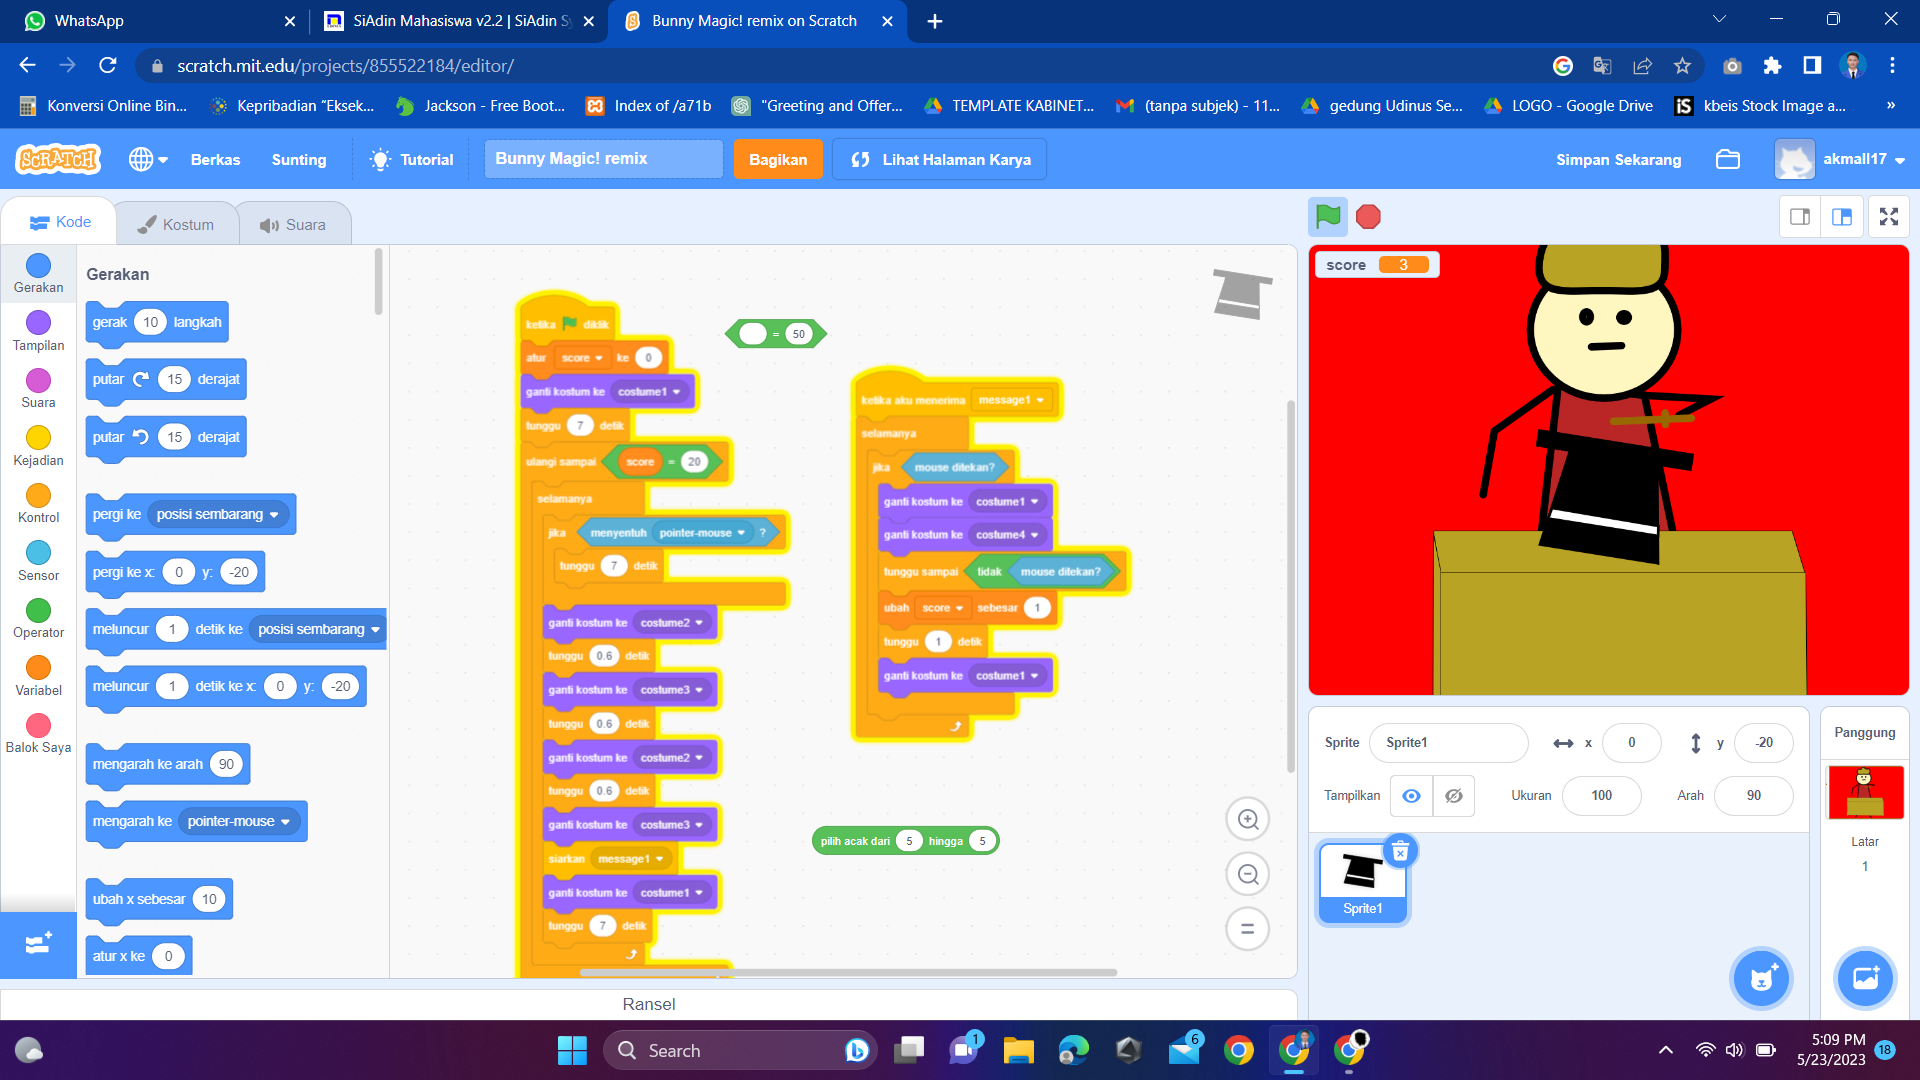 WhatsApp
SiAdin Mahasiswa v2.2 | SiAdin Sy
Bunny Magic! remix on Scratch
scratch.mit.edu/projects/855522184/editor/
Konversi Online Bin...
Kepribadian "Eksek...
Jackson - Free Boot...
Index of /a71b
"Greeting and Offer...
TEMPLATE KABINET...
(tanpa subjek) - 11...
gedung Udinus Se...
LOGO - Google Drive
iS
kbeis Stock Image a...
»
SCRATCH
Berkas
Sunting
Tutorial
Bunny Magic! remix
Bagikan
Lihat Halaman Karya
Simpan Sekarang
akmall17
Kode
Kostum
Suara
Gerakan
Tampilan
Suara
Kejadian
Kontrol
Sensor
Operator
Variabel
Balok Saya
Gerakan
gerak 10 langkah
putar 15 derajat
putar 15 derajat
pergi ke posisi sembarang
pergi ke x: 0 y: -20
meluncur 1 detik ke posisi sembarang
meluncur 1 detik ke x: 0 y: -20
mengarah ke arah 90
mengarah ke pointer-mouse
ubah x sebesar 10
atur x ke 0
ketika diklik
atur score ke 0
ganti kostum ke costume1
tunggu 7 detik
ulangi sampai score = 20
selamanya
jika menyentuh pointer-mouse ?
tunggu 7 detik
ganti kostum ke costume2
tunggu 0.6 detik
ganti kostum ke costume3
tunggu 0.6 detik
ganti kostum ke costume2
tunggu 0.6 detik
ganti kostum ke costume3
siarkan message1
ganti kostum ke costume1
tunggu 7 detik
= 50
ketika aku menerima message1
selamanya
jika mouse ditekan?
ganti kostum ke costume1
ganti kostum ke costume4
tunggu sampai tidak mouse ditekan?
ubah score sebesar 1
tunggu 1 detik
ganti kostum ke costume1
pilih acak dari 5 hingga 5
Ransel
score 3
Sprite Sprite1 x 0 y -20
Tampilkan Ukuran 100 Arah 90
Sprite1
Panggung
Latar
1
Search
1
6
5:09 PM
5/23/2023
18